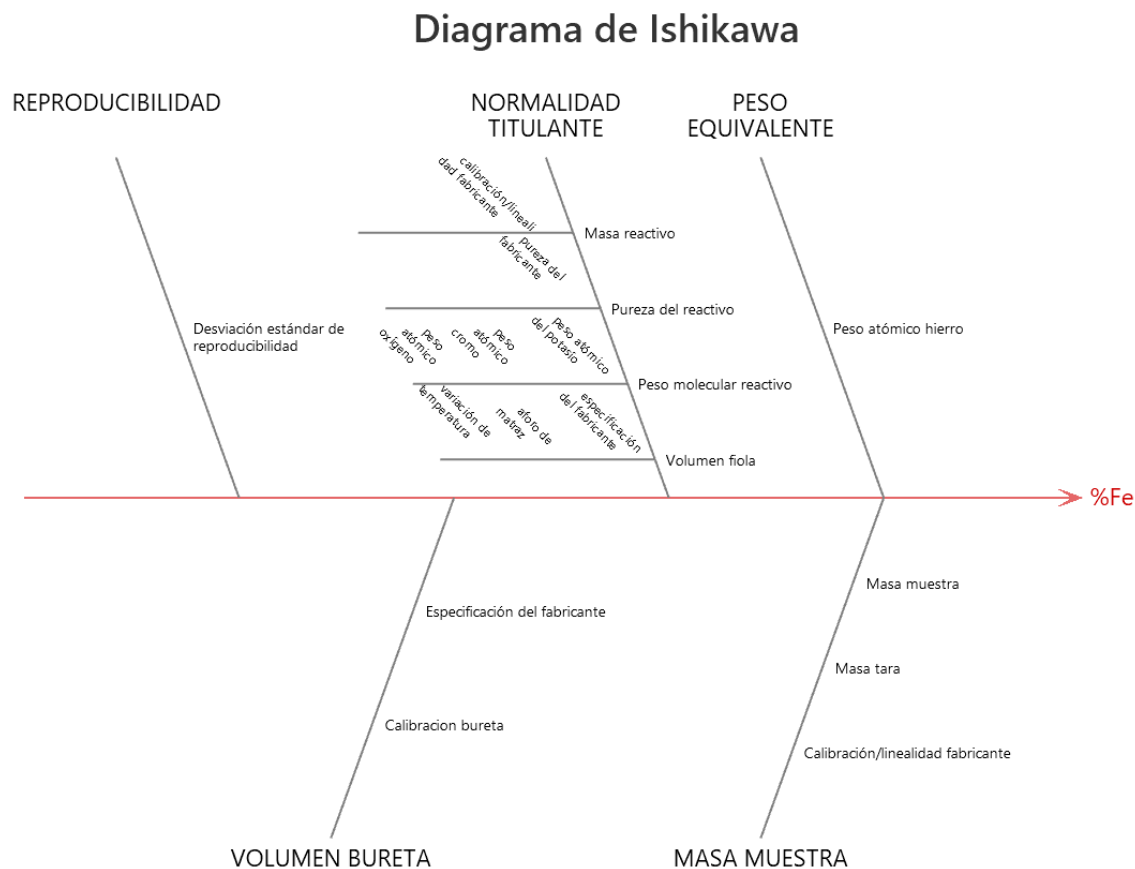 Diagrama de Ishikawa
REPRODUCIBILIDAD
NORMALIDAD
TITULANTE
PESO
EQUIVALENTE
calibración/lineali
dad fabricante
Masa reactivo
pureza del
fabricante
Pureza del reactivo
peso
atómico
oxígeno
peso
atómico
cromo
peso atómico
del potasio
Desviación estándar de
reproducibilidad
Peso atómico hierro
Peso molecular reactivo
variación de
temperatura
aforo de
matraz
especificación
del fabricante
Volumen fiola
%Fe
Masa muestra
Especificación del fabricante
Masa tara
Calibracion bureta
Calibración/linealidad fabricante
VOLUMEN BURETA
MASA MUESTRA